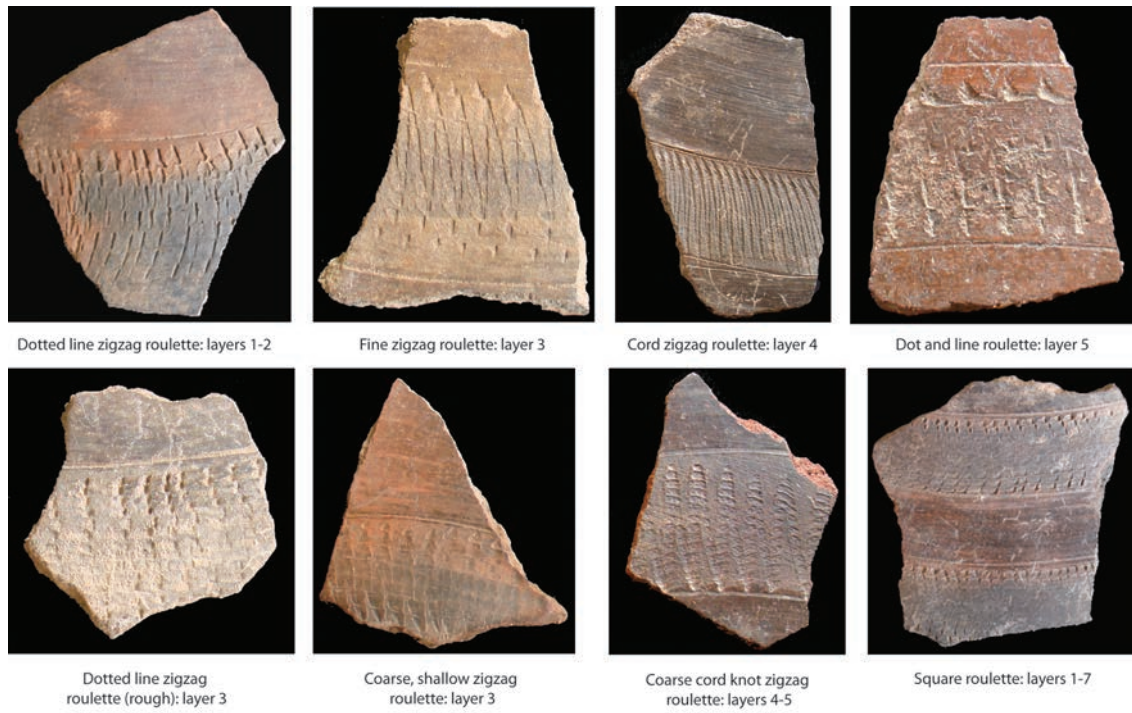 Dotted line zigzag roulette: layers 1-2
Fine zigzag roulette: layer 3
Cord zigzag roulette: layer 4
Dot and line roulette: layer 5
Dotted line zigzag
roulette (rough): layer 3
Coarse, shallow zigzag
roulette: layer 3
Coarse cord knot zigzag
roulette: layers 4-5
Square roulette: layers 1-7